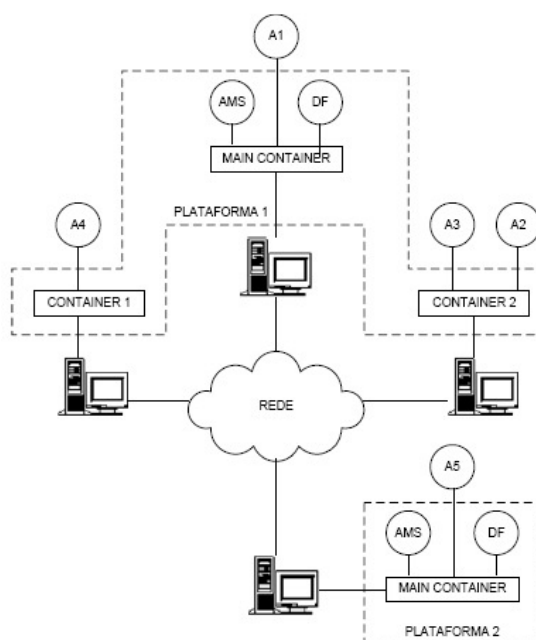 A1
AMS
DF
MAIN CONTAINER
PLATAFORMA 1
A4
A3
A2
CONTAINER 1
CONTAINER 2
REDE
A5
AMS
DF
MAIN CONTAINER
PLATAFORMA 2